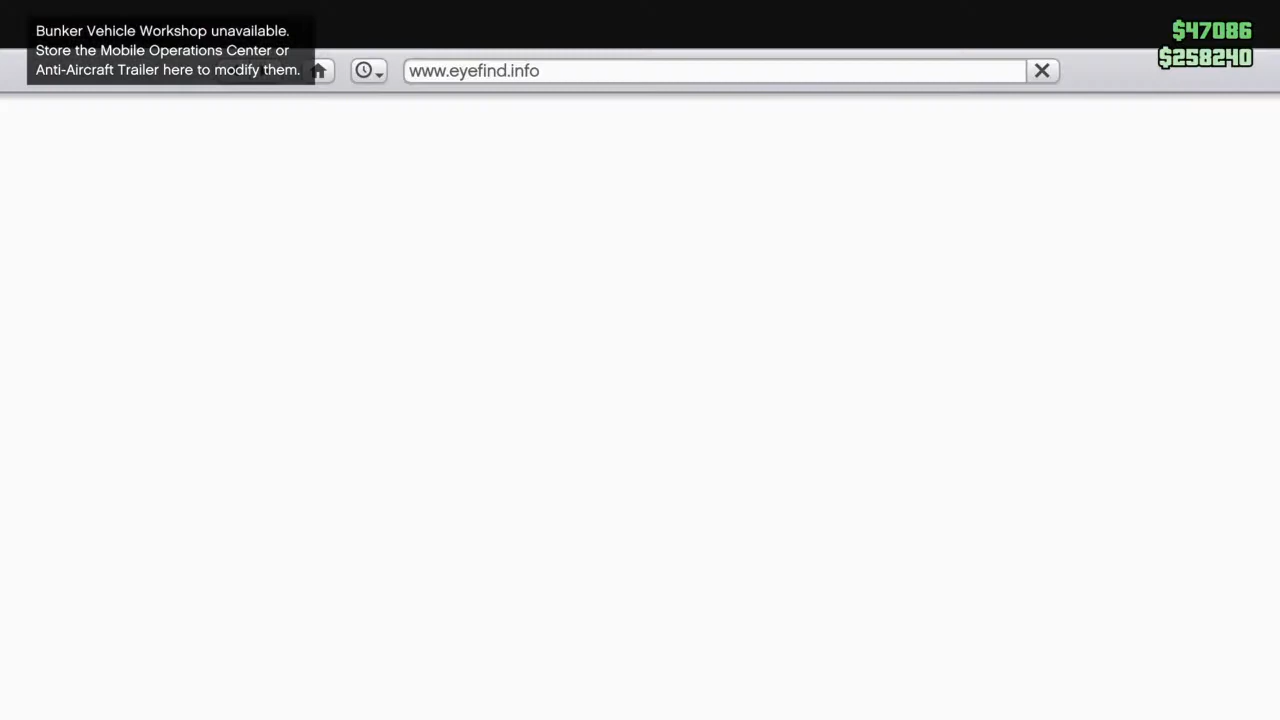 Bunker Vehicle Workshop unavailable.
Store the Mobile Operations Center or
Anti-Aircraft Trailer here to modify them.
www.eyefind.info
$47086
$258240